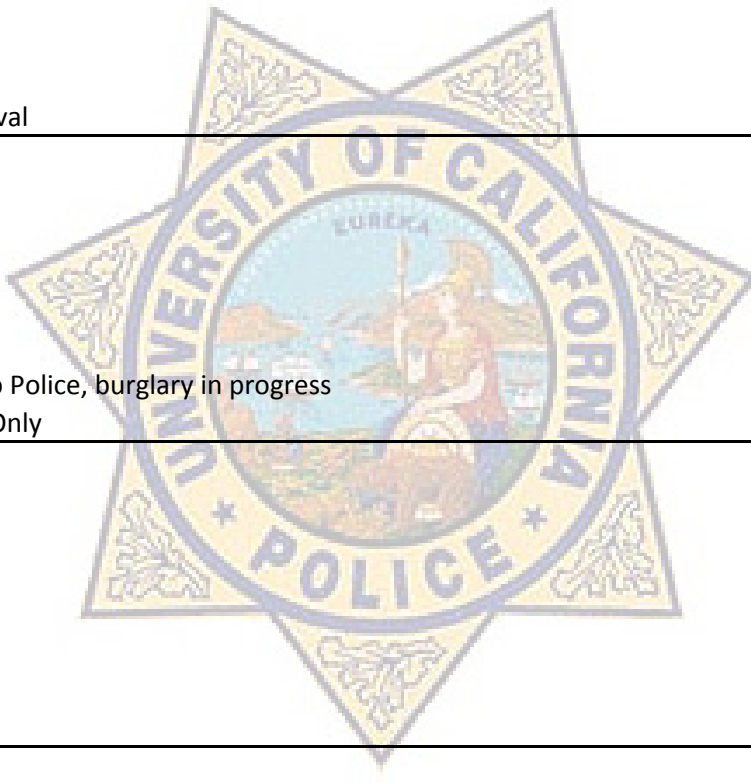 val
UNIVERSITY OF CALIFORNIA
EUREKA
o Police, burglary in progress
Only
* POLICE *